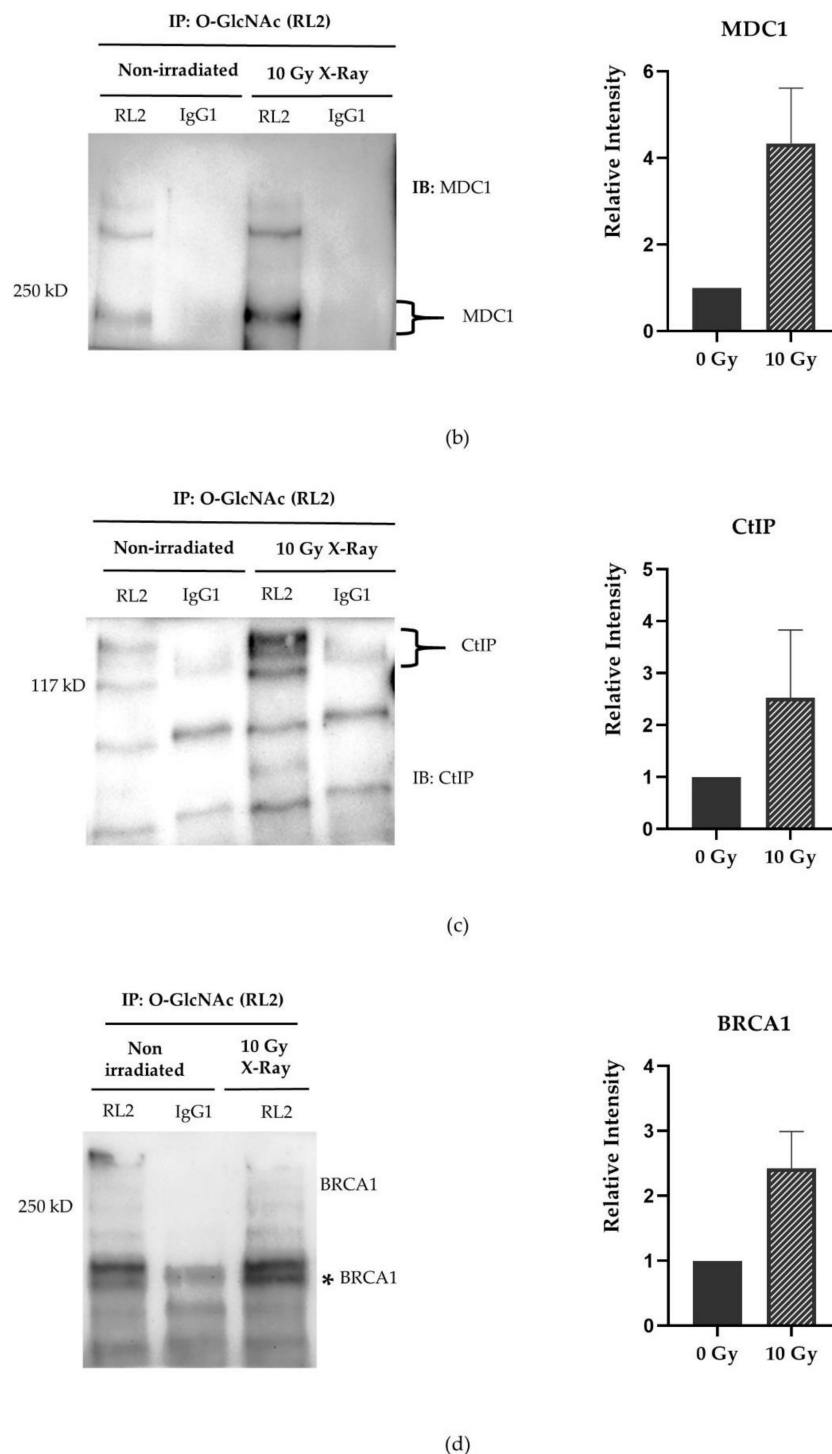 IP: O-GlcNAc (RL2)
Non-irradiated 10 Gy X-Ray
RL2 IgG1 RL2 IgG1
IB: MDC1
250 kD
MDC1
MDC1
Relative Intensity
6
4
2
0
0 Gy 10 Gy
(b)
IP: O-GlcNAc (RL2)
Non-irradiated 10 Gy X-Ray
RL2 IgG1 RL2 IgG1
CtIP
117 kD
IB: CtIP
CtIP
Relative Intensity
5
4
3
2
1
0
0 Gy 10 Gy
(c)
IP: O-GlcNAc (RL2)
Non irradiated 10 Gy X-Ray
RL2 IgG1 RL2
BRCA1
250 kD
* BRCA1
BRCA1
Relative Intensity
4
3
2
1
0
0 Gy 10 Gy
(d)